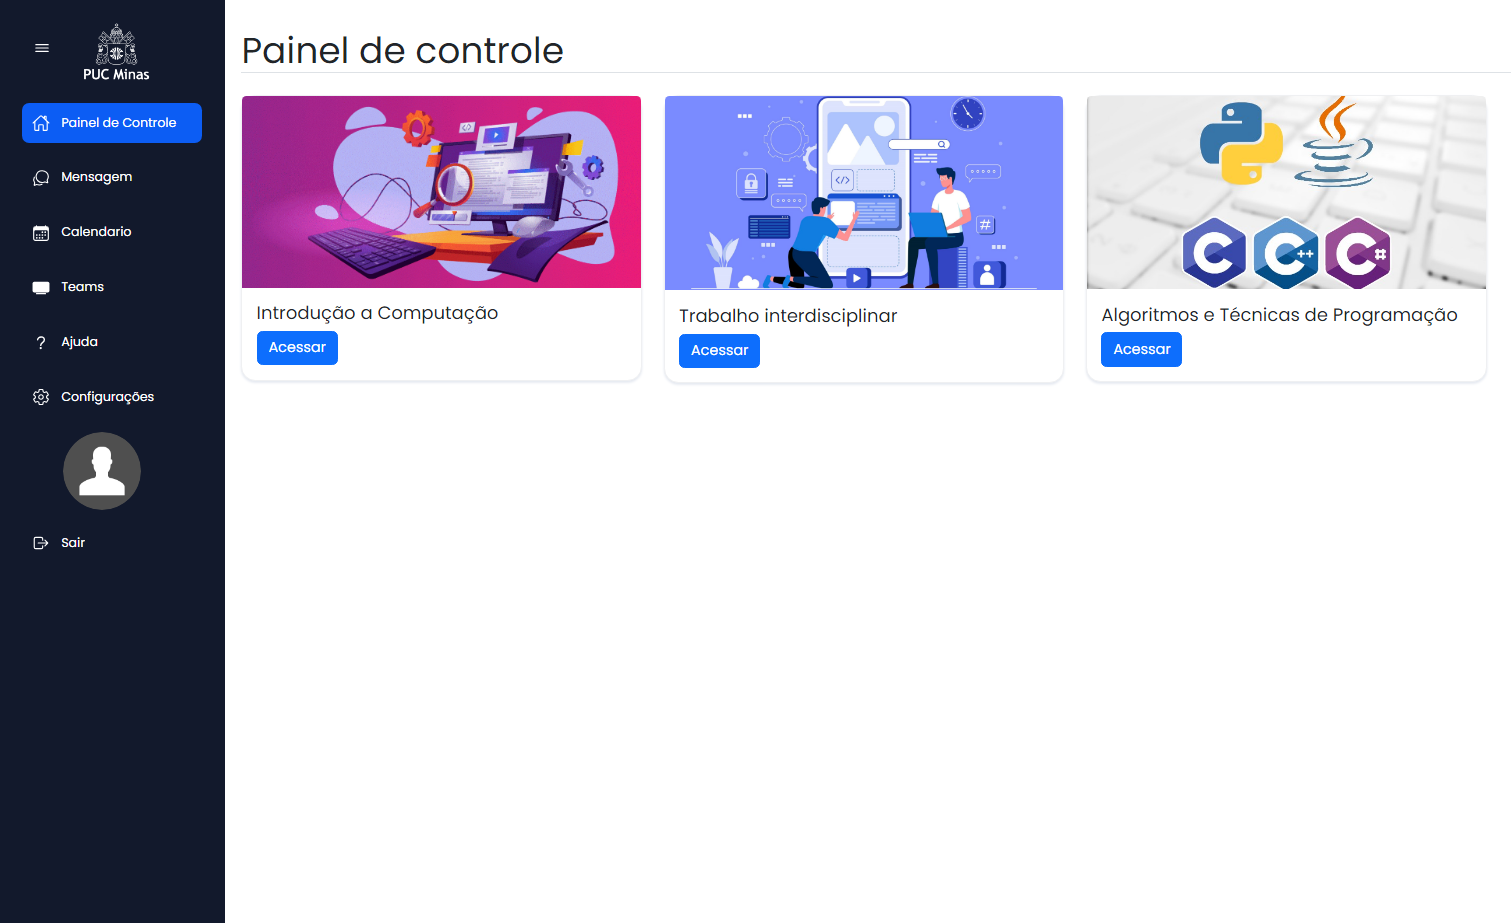 PUC Minas
Painel de Controle
Mensagem
Calendario
Teams
Ajuda
Configurações
Sair
Painel de controle
Introdução a Computação
Acessar
</>
#
Trabalho interdisciplinar
Acessar
C
C++
C#
Algoritmos e Técnicas de Programação
Acessar